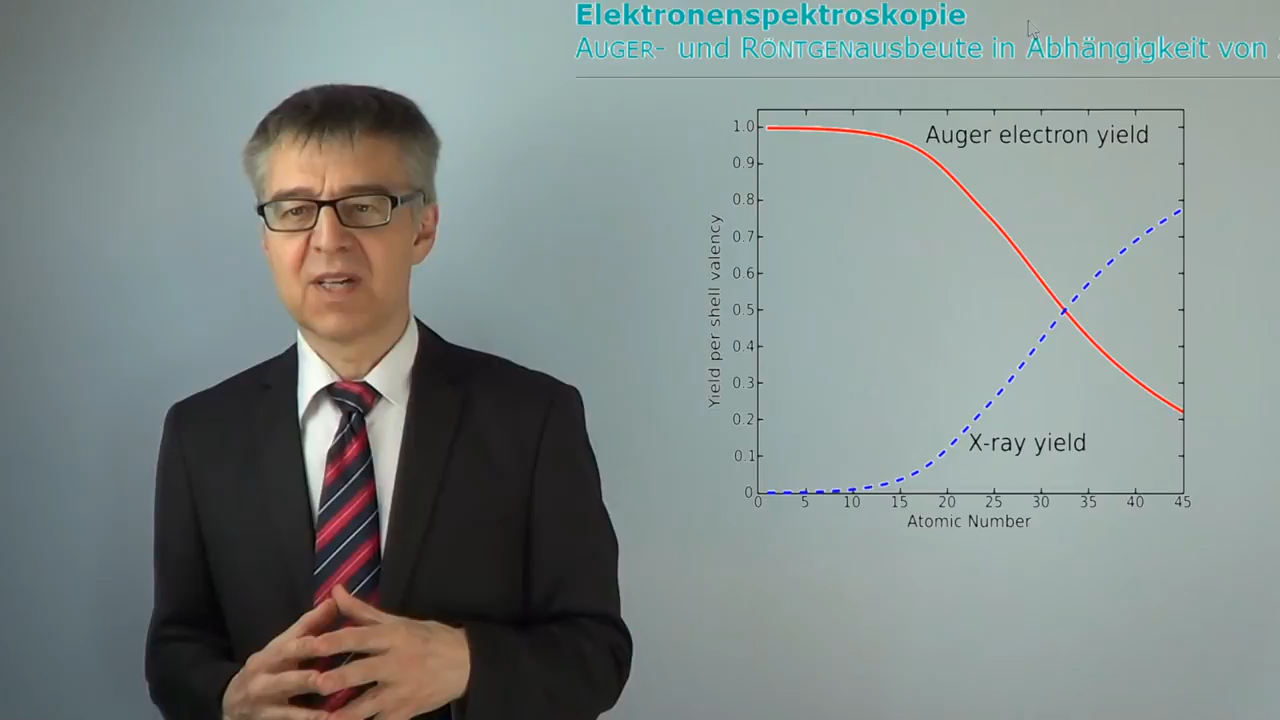 Elektronenspektroskopie
AUGER- und RÖNTGENausbeute in Abhängigkeit von
Auger electron yield
X-ray yield
Yield per shell valency
1.0
0.9
0.8
0.7
0.6
0.5
0.4
0.3
0.2
0.1
0
0 5 10 15 20 25 30 35 40 45
Atomic Number